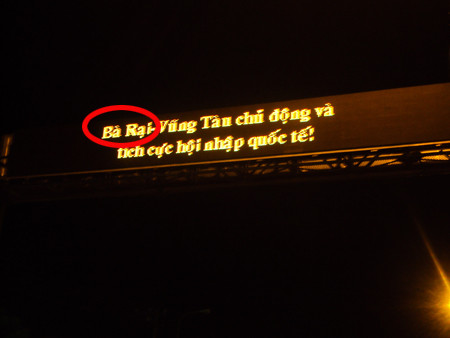 Bà Rại-Vũng Tàu chủ động và
tích cực hội nhập quốc tế!